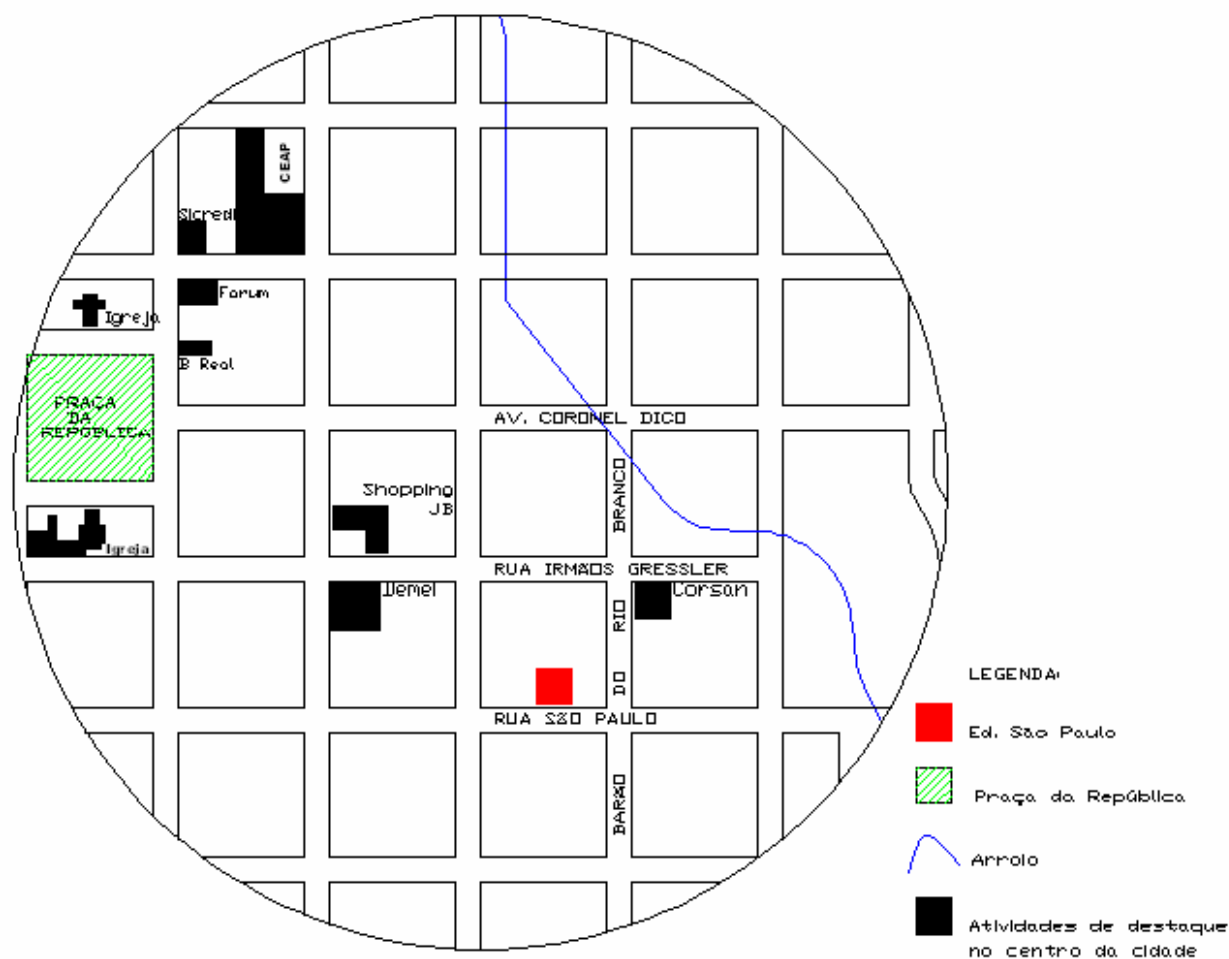 CEAP
Sicredi
Forum
Igreja
B Real
PRAÇA
DA
REPÚBLICA
AV. CORONEL DICO
Shopping
JB
BRANCO
Igreja
RUA IRMÃOS GRESSLER
Demei
Corsan
RIO
DO
RUA SÃO PAULO
BARÃO
LEGENDA:
Ed. São Paulo
Praça da República
Arroio
Atividades de destaque
no centro da cidade